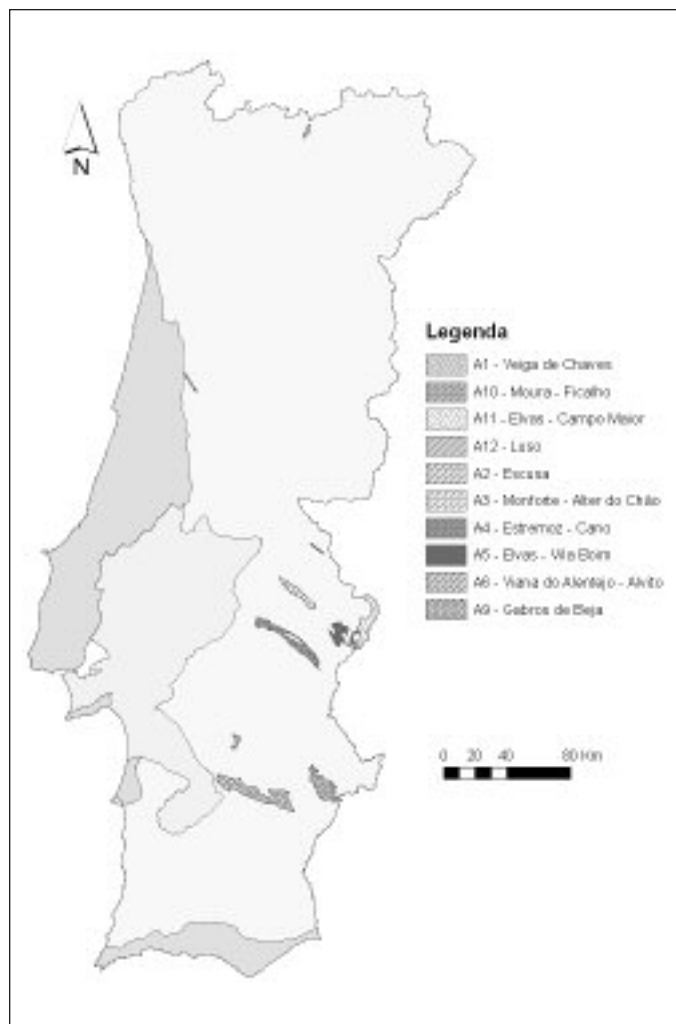 N
Legenda
A1 - Veiga de Chaves
A10 - Moura - Ficalho
A11 - Elvas - Campo Maior
A12 - Luso
A2 - Escusa
A3 - Monforte - Alter do Chão
A4 - Estremoz - Cano
A5 - Elvas - Vila Boim
A6 - Viana do Alentejo - Alvito
A9 - Gabros de Beja
0 20 40 80 Km